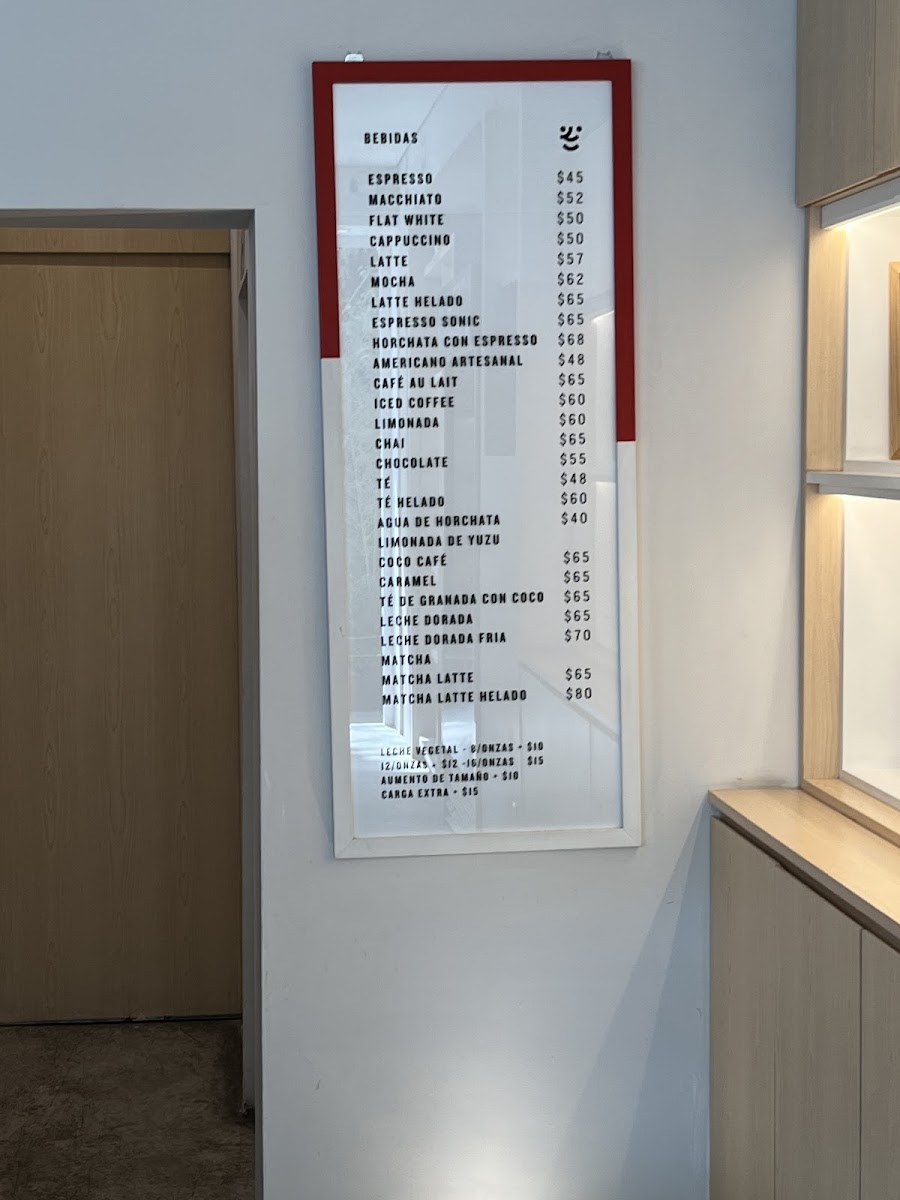 BEBIDAS
ESPRESSO $45
MACCHIATO $52
FLAT WHITE $50
CAPPUCCINO $50
LATTE $57
MOCHA $62
LATTE HELADO $65
ESPRESSO SONIC $65
HORCHATA CON ESPRESSO $68
AMERICANO ARTESANAL $48
CAFÉ AU LAIT $65
ICED COFFEE $60
LIMONADA $60
CHAI $65
CHOCOLATE $55
TÉ $48
TÉ HELADO $60
AGUA DE HORCHATA $40
LIMONADA DE YUZU
COCO CAFÉ $65
CARAMEL $65
TÉ DE GRANADA CON COCO $65
LECHE DORADA $65
LECHE DORADA FRIA $70
MATCHA
MATCHA LATTE $65
MATCHA LATTE HELADO $80
LECHE VEGETAL - 8/ONZAS - $10
12/ONZAS - $12 -16/ONZAS $15
AUMENTO DE TAMAÑO - $10
CARGA EXTRA - $15